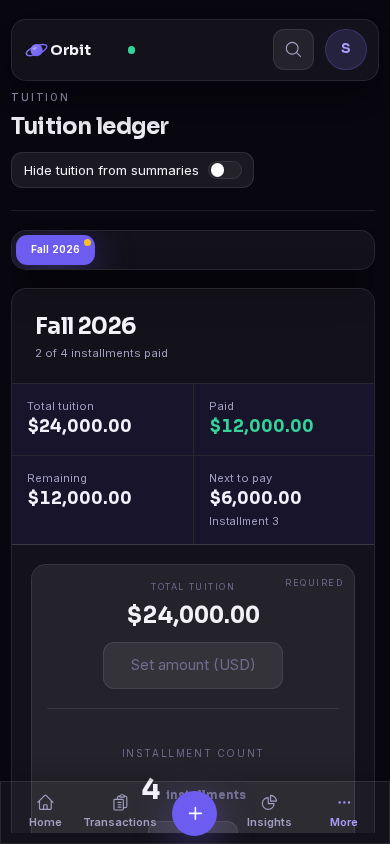 Orbit
S
TUITION
Tuition ledger
Hide tuition from summaries
Fall 2026
Fall 2026
2 of 4 installments paid
Total tuition
$24,000.00
Paid
$12,000.00
Remaining
$12,000.00
Next to pay
$6,000.00
Installment 3
REQUIRED
TOTAL TUITION
$24,000.00
Set amount (USD)
INSTALLMENT COUNT
4 installments
Home
Transactions
+
Insights
More